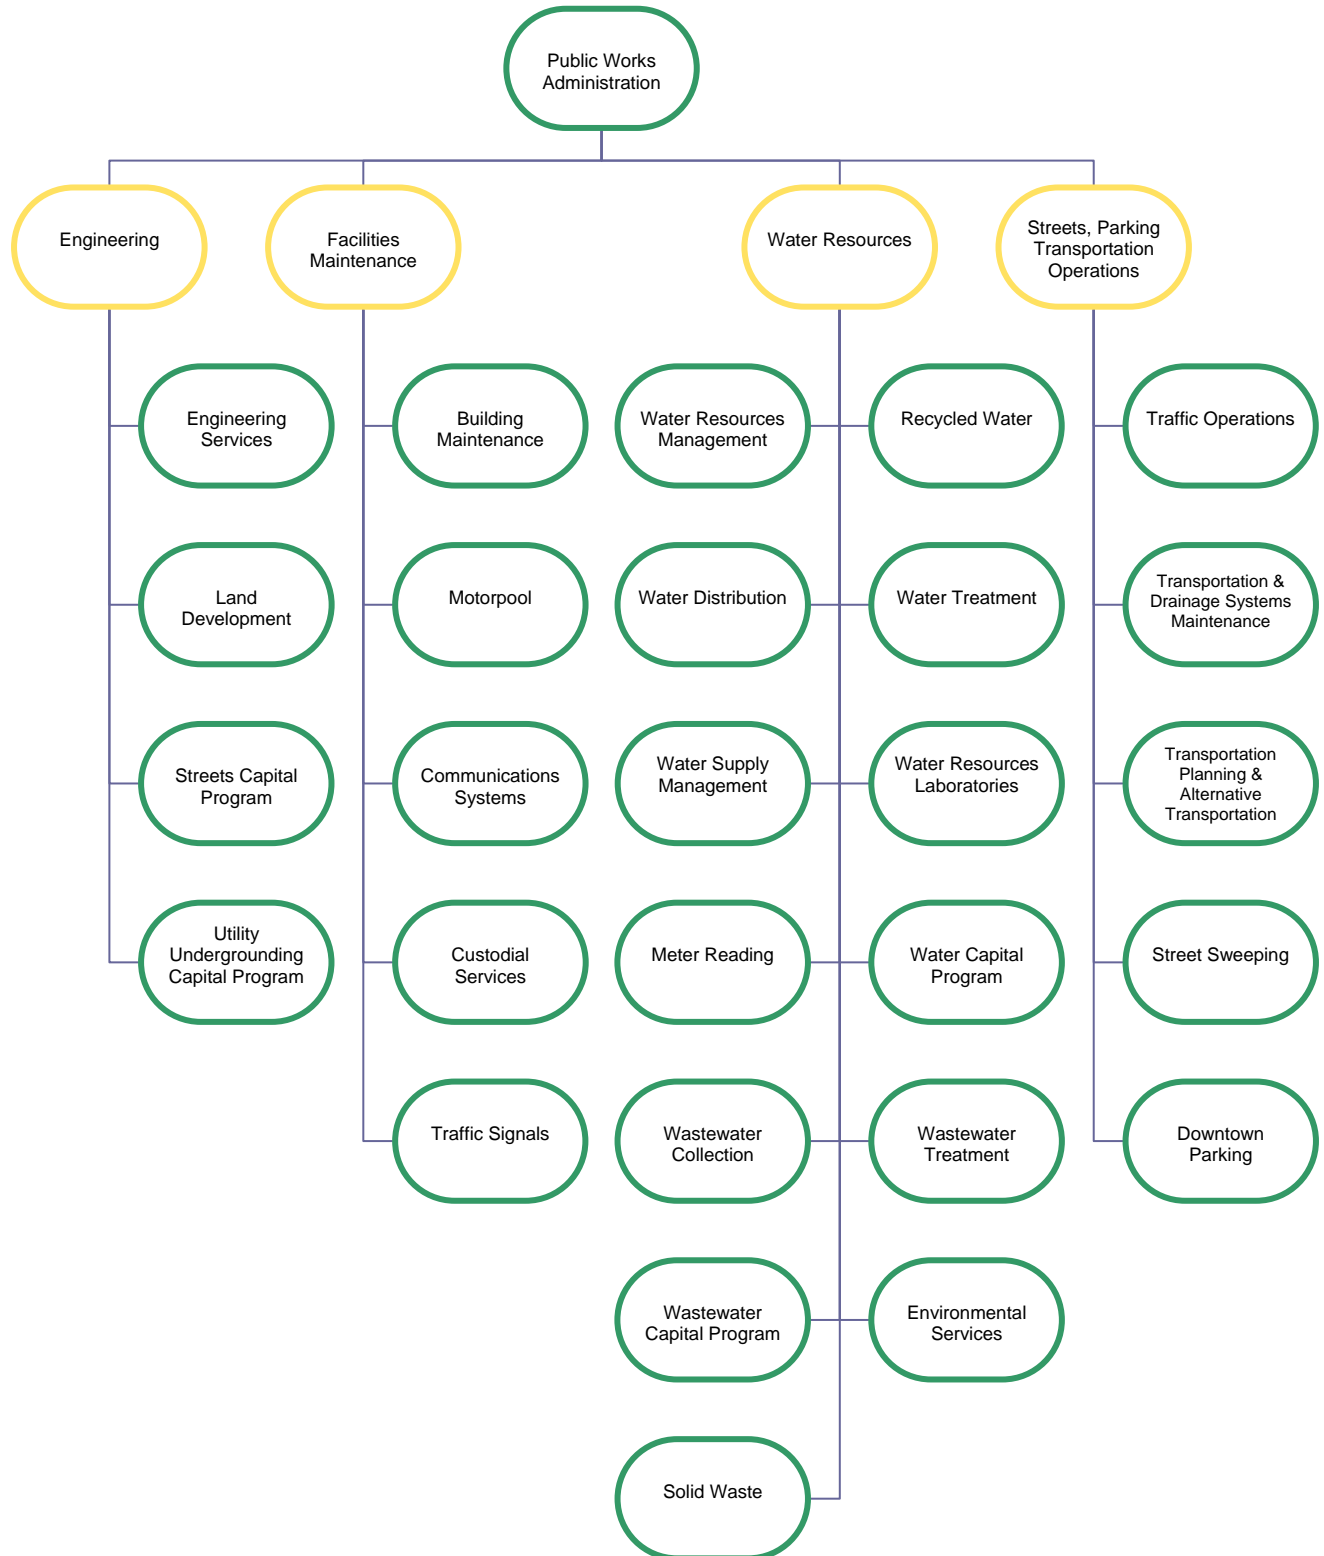 Public Works
Administration
Engineering
Facilities
Maintenance
Water Resources
Streets, Parking
Transportation
Operations
Engineering
Services
Building
Maintenance
Water Resources
Management
Recycled Water
Traffic Operations
Land
Development
Motorpool
Water Distribution
Water Treatment
Transportation &
Drainage Systems
Maintenance
Streets Capital
Program
Communications
Systems
Water Supply
Management
Water Resources
Laboratories
Transportation
Planning &
Alternative
Transportation
Utility
Undergrounding
Capital Program
Custodial
Services
Meter Reading
Water Capital
Program
Street Sweeping
Traffic Signals
Wastewater
Collection
Wastewater
Treatment
Downtown
Parking
Wastewater
Capital Program
Environmental
Services
Solid Waste